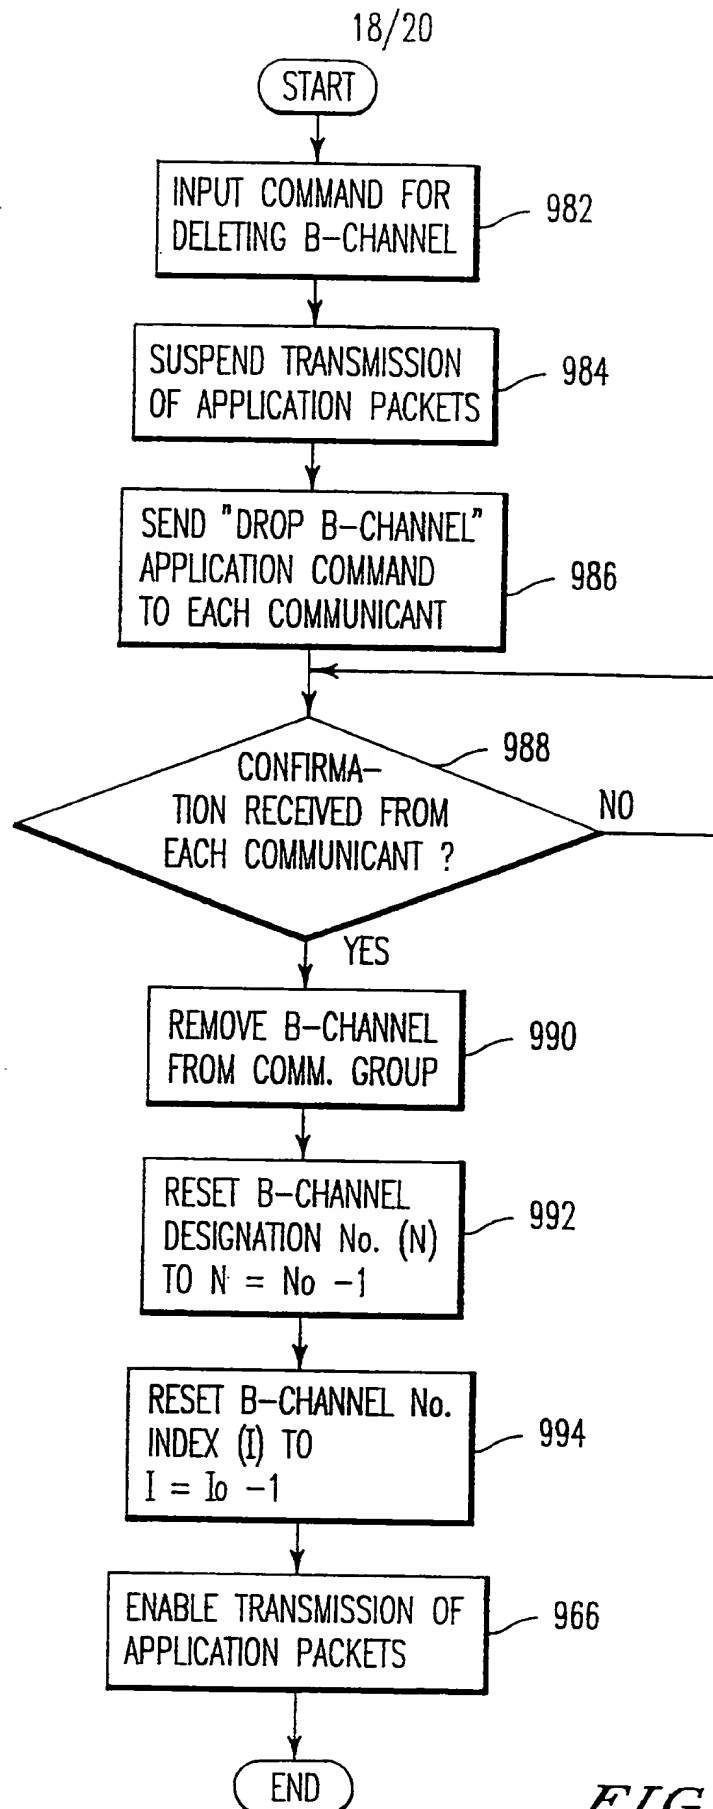 18/20
START
INPUT COMMAND FOR
DELETING B-CHANNEL
982
SUSPEND TRANSMISSION
OF APPLICATION PACKETS
984
SEND "DROP B-CHANNEL"
APPLICATION COMMAND
TO EACH COMMUNICANT
986
988
CONFIRMA-
TION RECEIVED FROM
EACH COMMUNICANT ?
NO
YES
REMOVE B-CHANNEL
FROM COMM. GROUP
990
RESET B-CHANNEL
DESIGNATION No. (N)
TO N = No -1
992
RESET B-CHANNEL No.
INDEX (I) TO
I = Io -1
994
ENABLE TRANSMISSION OF
APPLICATION PACKETS
966
END
FIG